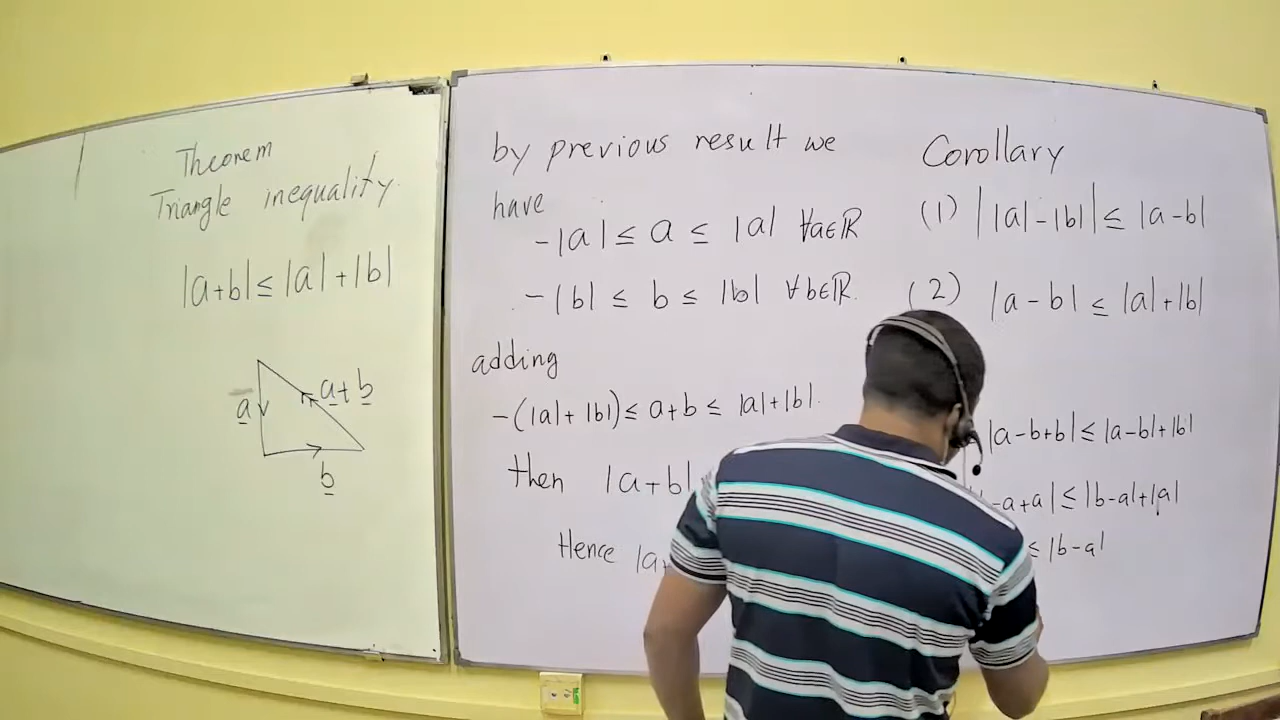 Theorem
Triangle inequality.
|a+b| ≤ |a| + |b|
a
a+b
b
by previous result we
have
-|a| ≤ a ≤ |a| ∀a∈ℝ
-|b| ≤ b ≤ |b| ∀b∈ℝ.
adding
-(|a|+|b|) ≤ a+b ≤ |a|+|b|.
then |a+b|
Hence |a+
Corollary
(1) ||a|-|b|| ≤ |a-b|
(2) |a-b| ≤ |a|+|b|
|a-b+b| ≤ |a-b|+|b|
-a+a| ≤ |b-a|+|a|
≤ |b-a|